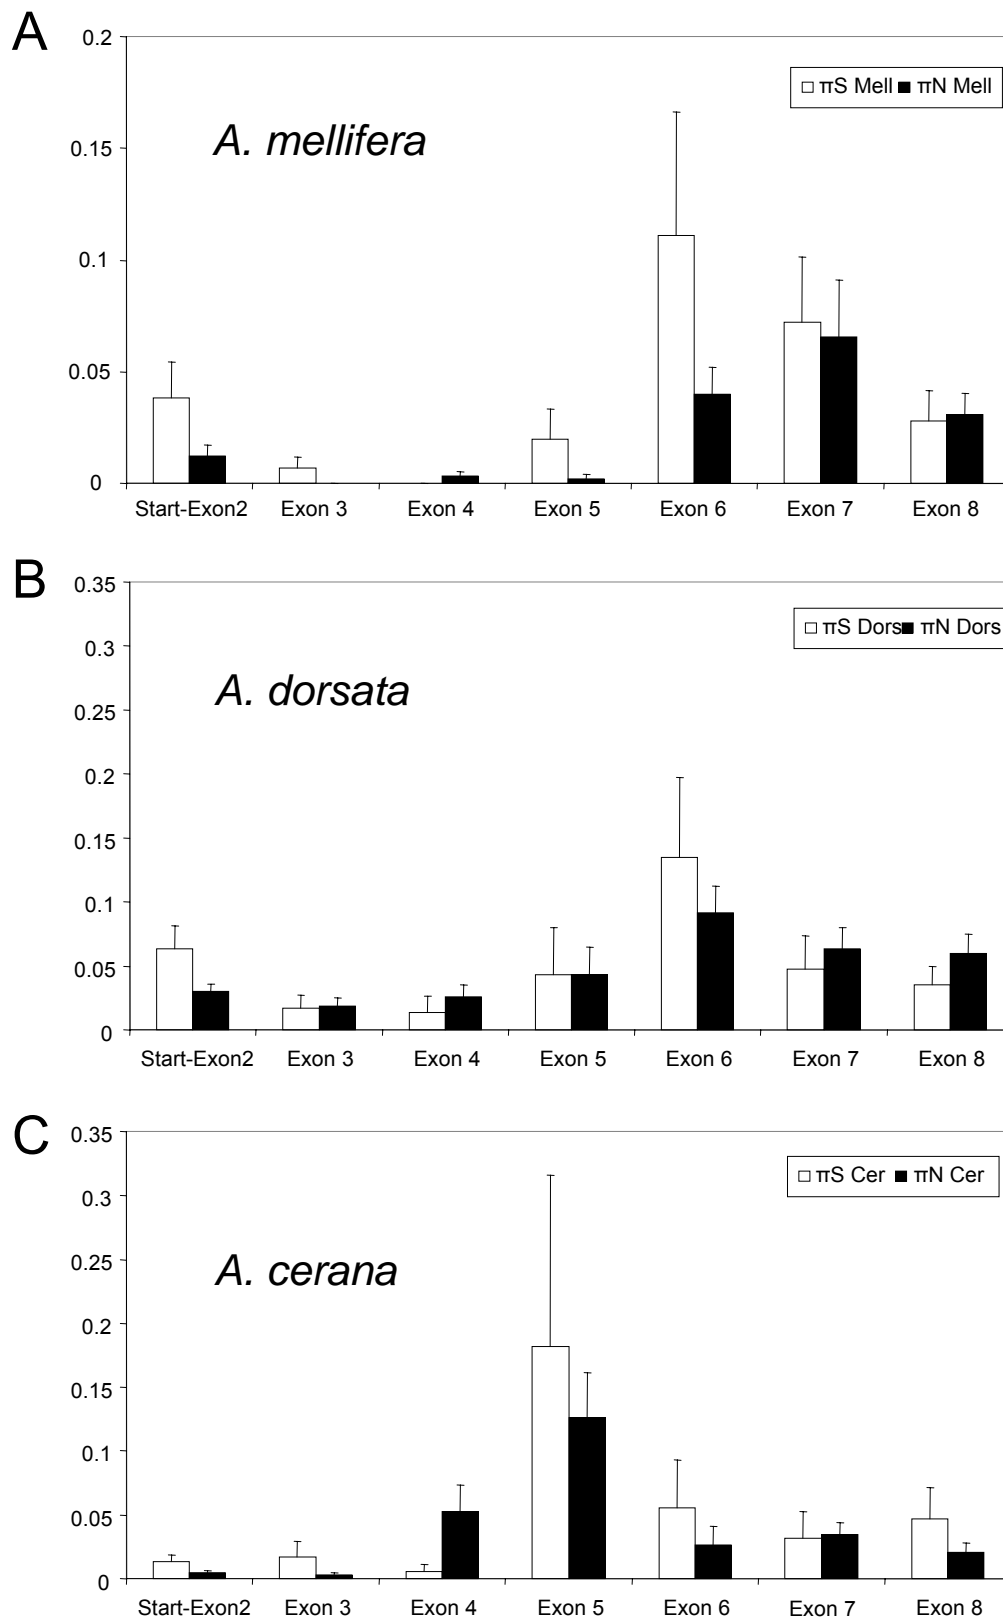 A
0.2
πS Mell πN Mell
A. mellifera
0.15
0.1
0.05
0
Start-Exon2 Exon 3 Exon 4 Exon 5 Exon 6 Exon 7 Exon 8
B
0.35
πS Dors πN Dors
0.3
A. dorsata
0.25
0.2
0.15
0.1
0.05
0
Start-Exon2 Exon 3 Exon 4 Exon 5 Exon 6 Exon 7 Exon 8
C
0.35
πS Cer πN Cer
0.3
A. cerana
0.25
0.2
0.15
0.1
0.05
0
Start-Exon2 Exon 3 Exon 4 Exon 5 Exon 6 Exon 7 Exon 8